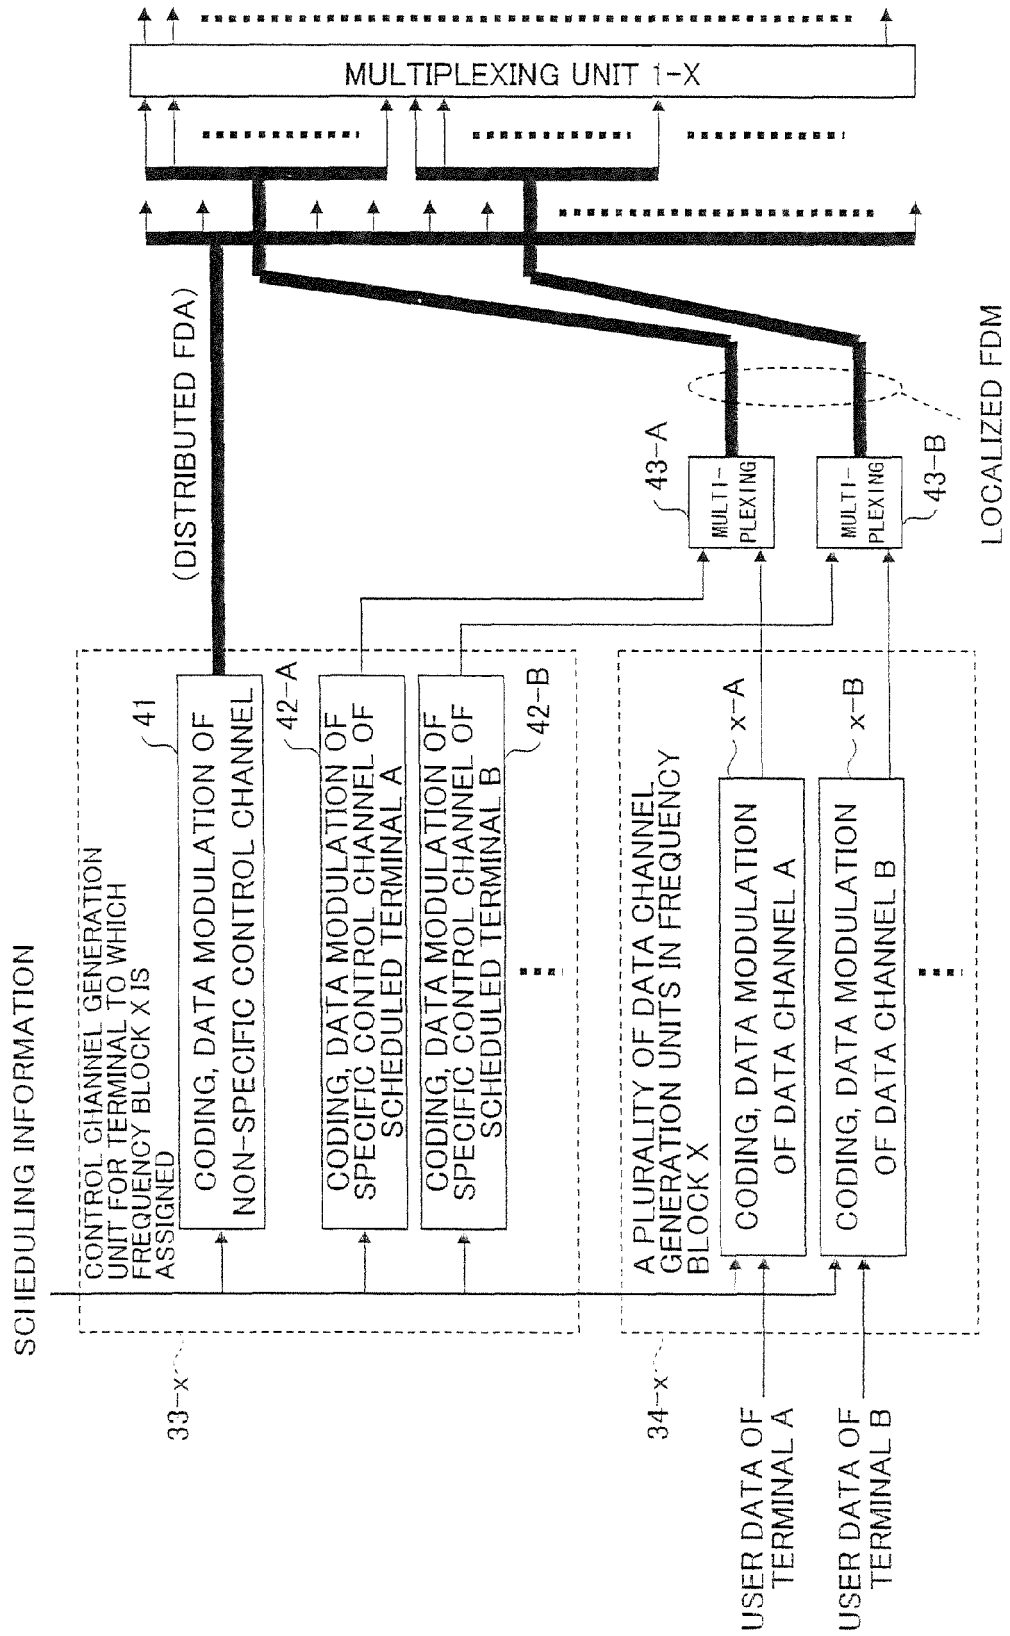 SCHEDULING INFORMATION
33-x
CONTROL CHANNEL GENERATION
UNIT FOR TERMINAL TO WHICH
FREQUENCY BLOCK X IS
ASSIGNED
41
CODING, DATA MODULATION OF
NON-SPECIFIC CONTROL CHANNEL
42-A
CODING, DATA MODULATION OF
SPECIFIC CONTROL CHANNEL OF
SCHEDULED TERMINAL A
CODING, DATA MODULATION OF
SPECIFIC CONTROL CHANNEL OF
SCHEDULED TERMINAL B
42-B
34-x
A PLURALITY OF DATA CHANNEL
GENERATION UNITS IN FREQUENCY
BLOCK X
x-A
CODING, DATA MODULATION
OF DATA CHANNEL A
x-B
CODING, DATA MODULATION
OF DATA CHANNEL B
USER DATA OF
TERMINAL A
USER DATA OF
TERMINAL B
(DISTRIBUTED FDA)
43-A
MULTI-
PLEXING
MULTI-
PLEXING
43-B
LOCALIZED FDM
MULTIPLEXING UNIT 1-X